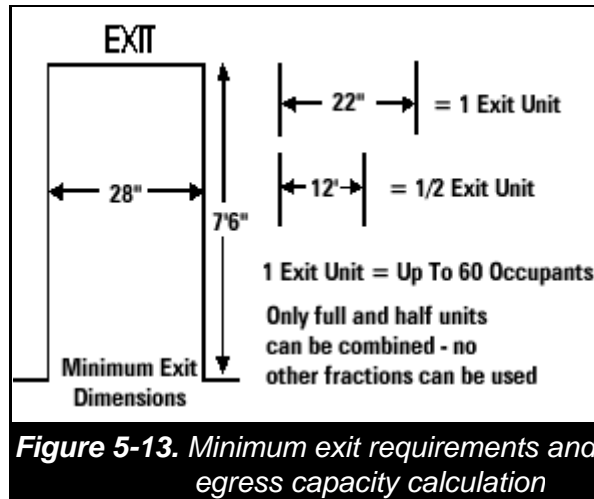 EXIT
22" = 1 Exit Unit
28"
12' = 1/2 Exit Unit
7'6"
1 Exit Unit = Up To 60 Occupants
Only full and half units
can be combined - no
other fractions can be used
Minimum Exit
Dimensions
Figure 5-13. Minimum exit requirements and
egress capacity calculation